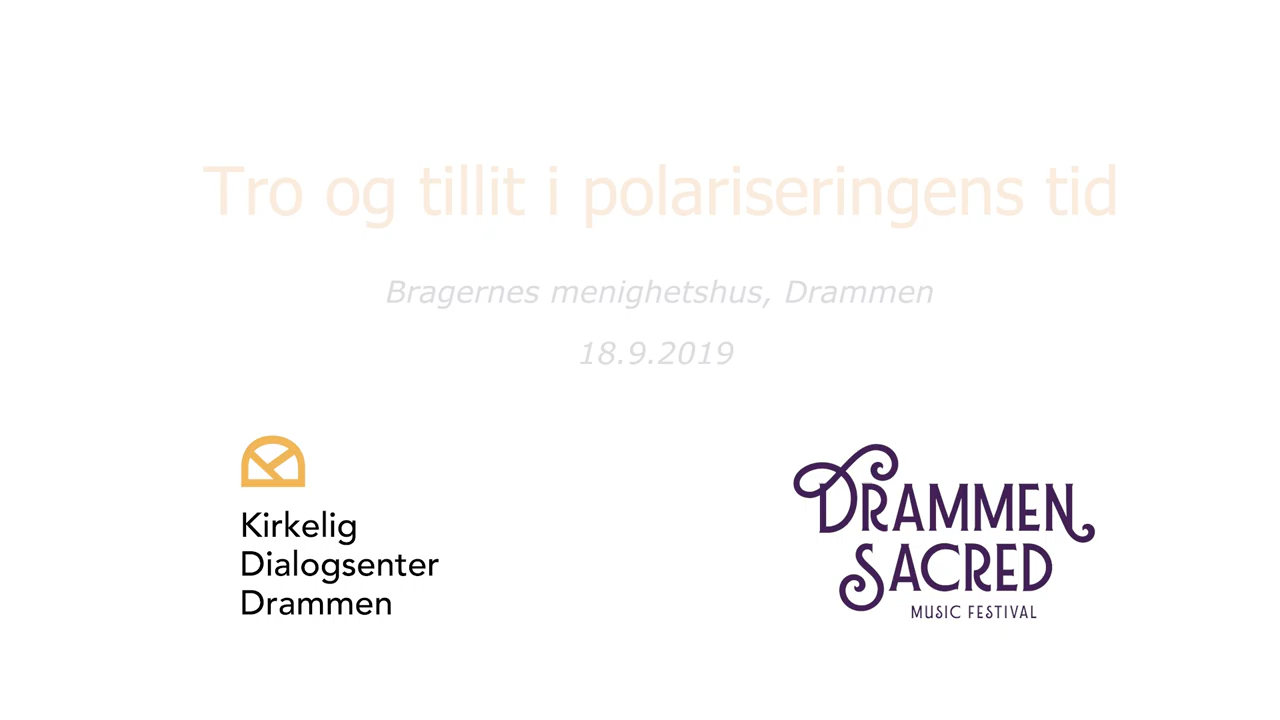 Tro og tillit i polariseringens tid
Bragernes menighetshus, Drammen
18.9.2019
Kirkelig
Dialogsenter
Drammen
DRAMMEN
SACRED
MUSIC FESTIVAL